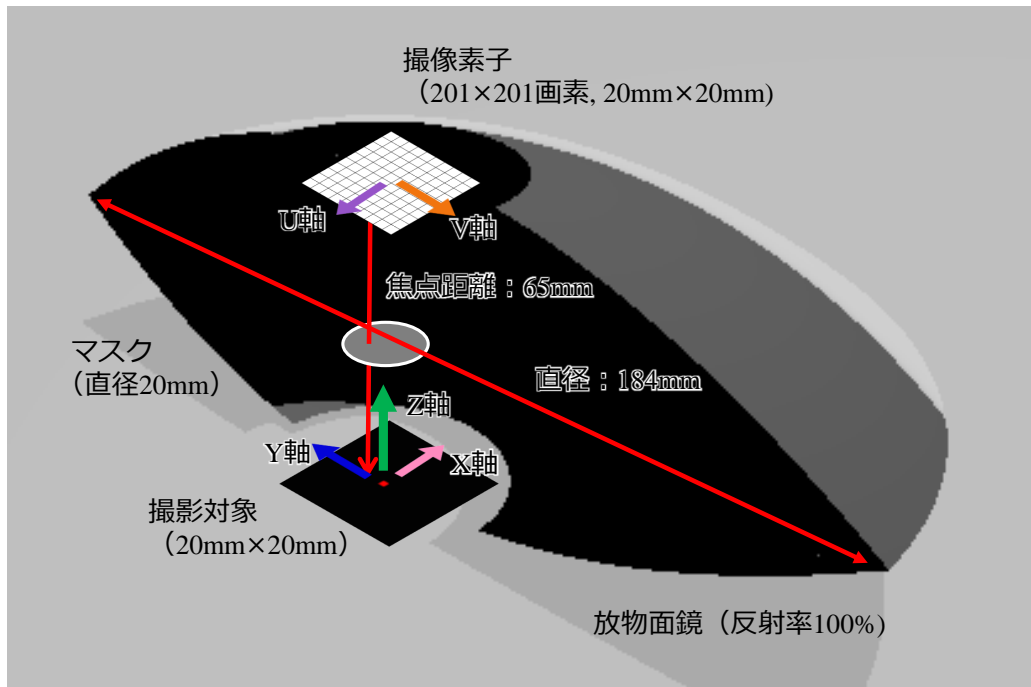 撮像素子
（201×201画素, 20mm×20mm)
U軸
V軸
焦点距離：65mm
マスク
（直径20mm）
直径：184mm
Z軸
Y軸
X軸
撮影対象
（20mm×20mm）
放物面鏡（反射率100%)